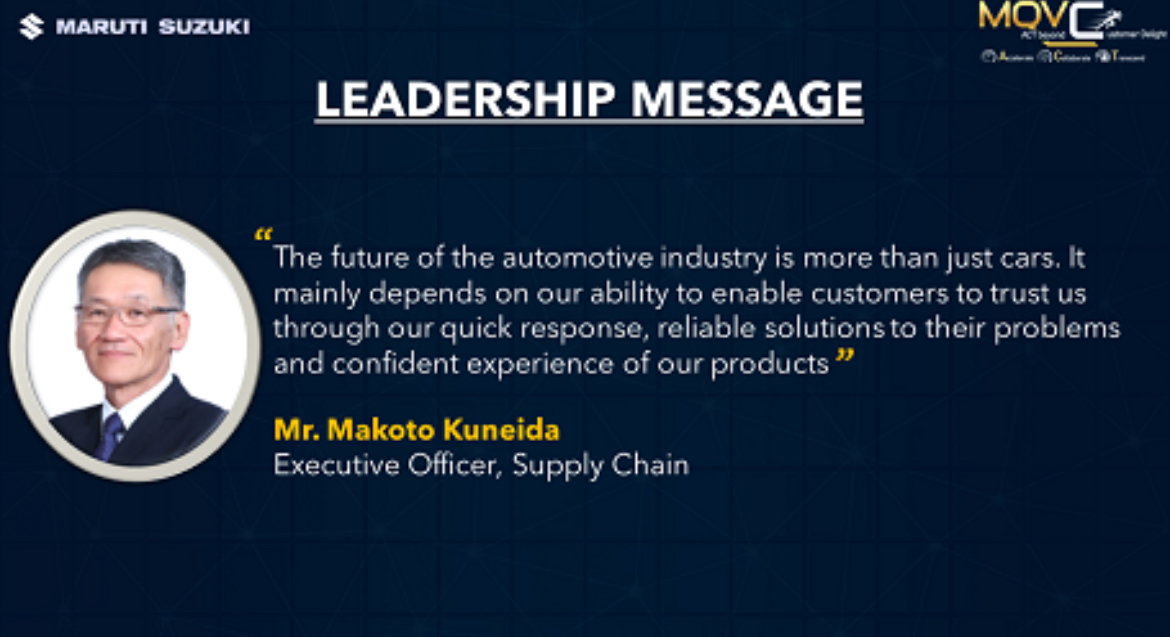 MARUTI SUZUKI
MQVC
ACT beyond Customer Delight
Accelerate Collaborate Transcend
LEADERSHIP MESSAGE
“The future of the automotive industry is more than just cars. It
mainly depends on our ability to enable customers to trust us
through our quick response, reliable solutions to their problems
and confident experience of our products”
Mr. Makoto Kuneida
Executive Officer, Supply Chain